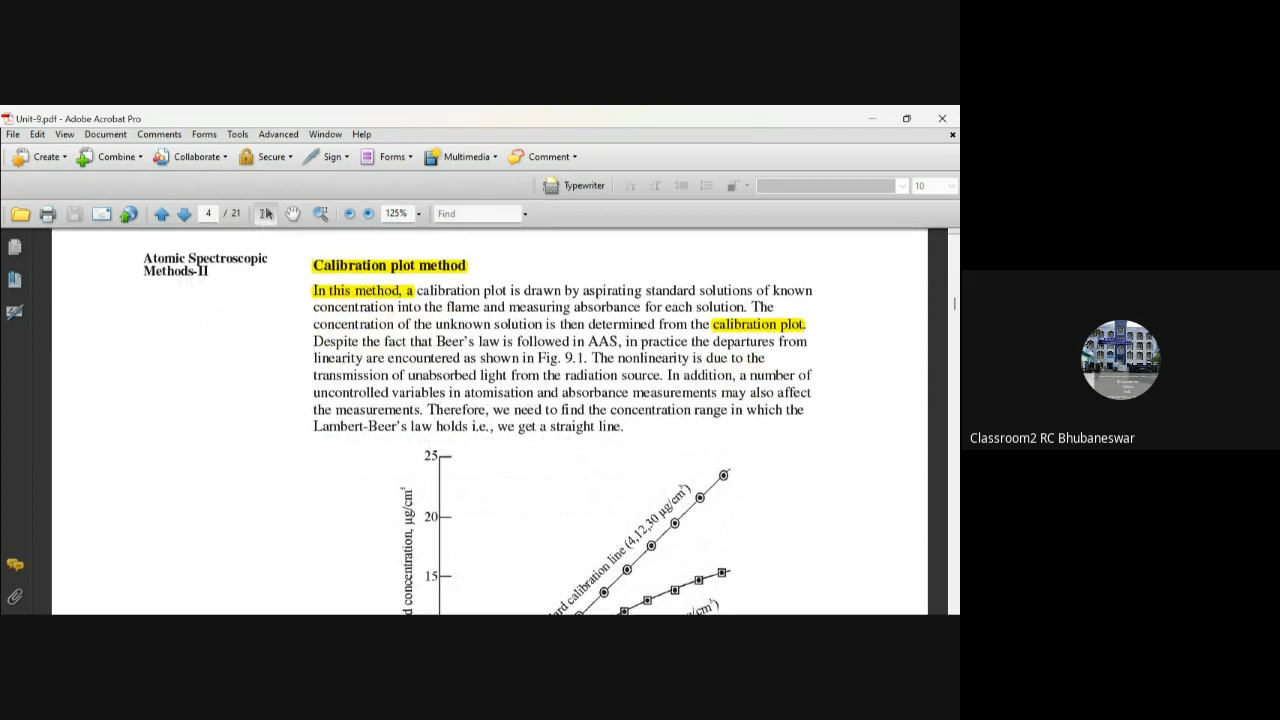 Unit-9.pdf - Adobe Acrobat Pro
File Edit View Document Comments Forms Tools Advanced Window Help
Create Combine Collaborate Secure Sign Forms Multimedia Comment
Typewriter 10
4 / 21 125% Find
Atomic Spectroscopic
Methods-II
Calibration plot method
In this method, a calibration plot is drawn by aspirating standard solutions of known
concentration into the flame and measuring absorbance for each solution. The
concentration of the unknown solution is then determined from the calibration plot.
Despite the fact that Beer's law is followed in AAS, in practice the departures from
linearity are encountered as shown in Fig. 9.1. The nonlinearity is due to the
transmission of unabsorbed light from the radiation source. In addition, a number of
uncontrolled variables in atomisation and absorbance measurements may also affect
the measurements. Therefore, we need to find the concentration range in which the
Lambert-Beer's law holds i.e., we get a straight line.
25
20
15
d concentration, µg/cm³
ard calibration line (4,12,30 µg/cm³)
g/cm³)
Classroom2 RC Bhubaneswar